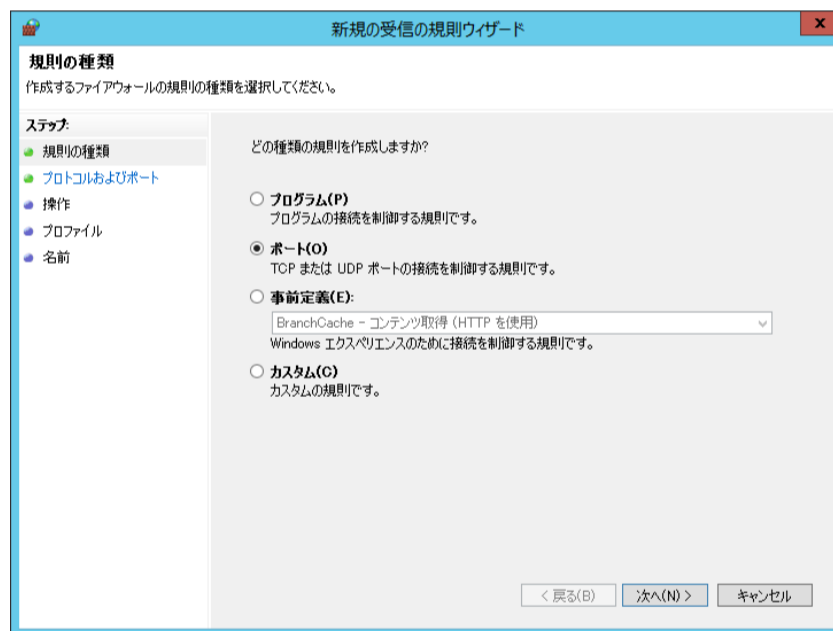 新規の受信の規則ウィザード
x
規則の種類
作成するファイアウォールの規則の種類を選択してください。
ステップ:
規則の種類
プロトコルおよびポート
操作
プロファイル
名前
どの種類の規則を作成しますか?
プログラム(P)
プログラムの接続を制御する規則です。
ポート(O)
TCP または UDP ポートの接続を制御する規則です。
事前定義(E):
BranchCache - コンテンツ取得 (HTTP を使用)
Windows エクスペリエンスのために接続を制御する規則です。
カスタム(C)
カスタムの規則です。
< 戻る(B)
次へ(N) >
キャンセル